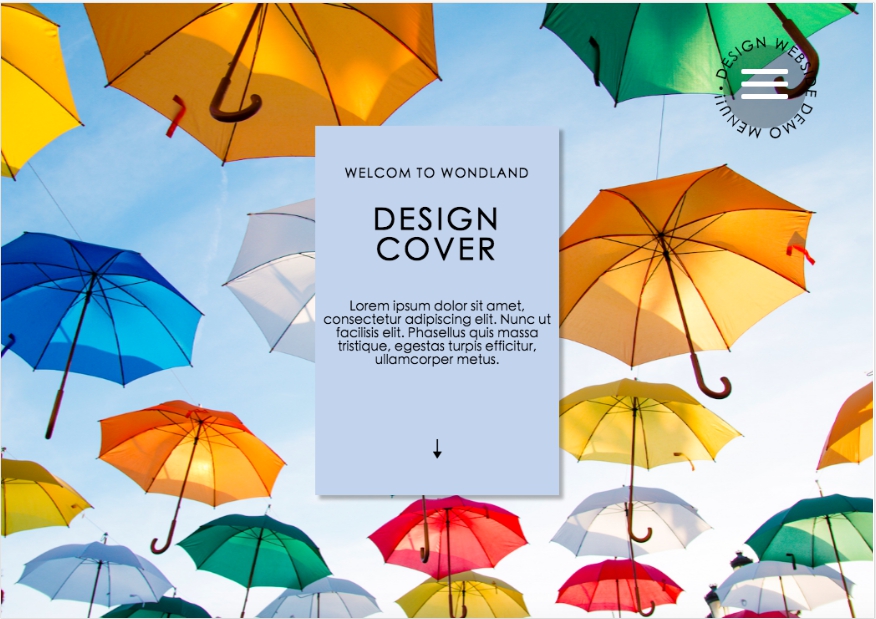 DESIGN WEBSITE DEMO MENU!!
WELCOM TO WONDLAND
DESIGN
COVER
Lorem ipsum dolor sit amet,
consectetur adipiscing elit. Nunc ut
facilisis elit. Phasellus quis massa
tristique, egestas turpis efficitur,
ullamcorper metus.